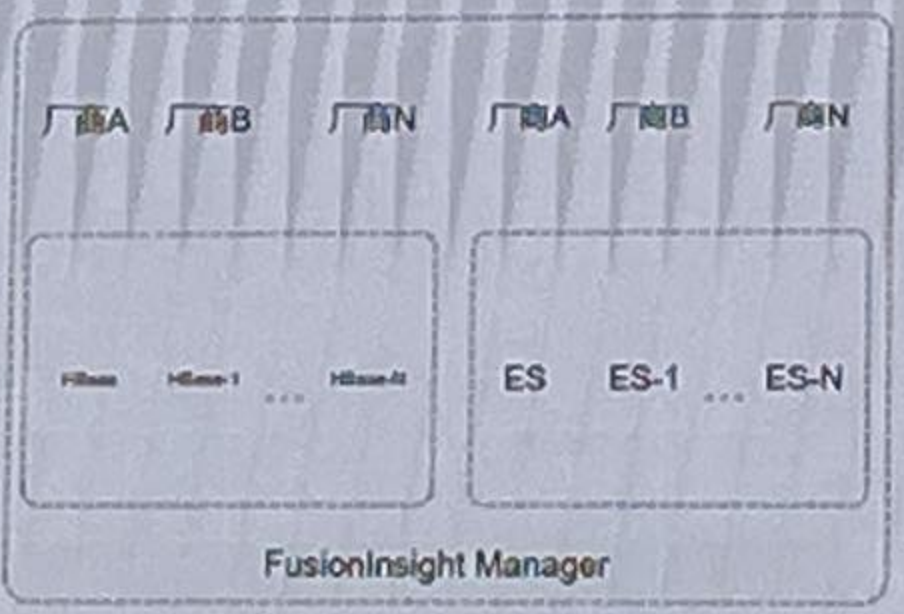 厂商A 厂商B 厂商N 厂商A 厂商B 厂商N
HBase HBase-1 ... HBase-N ES ES-1 ... ES-N
FusionInsight Manager